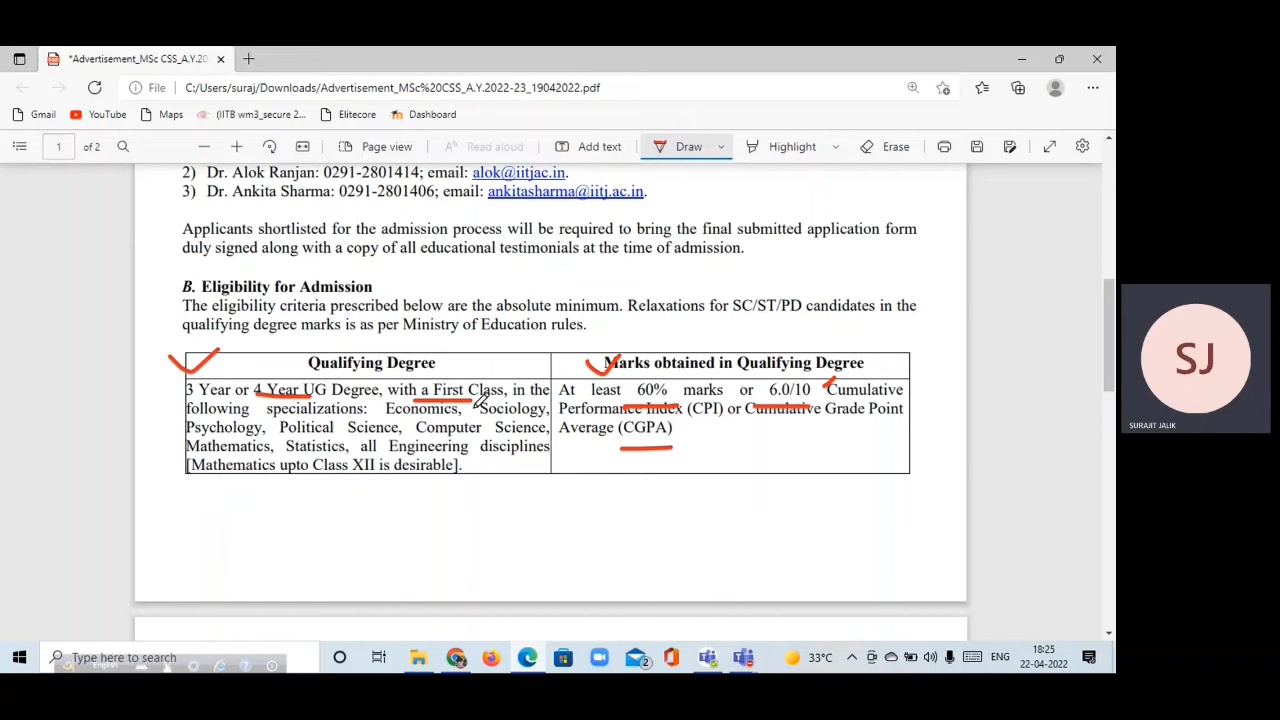 *Advertisement_MSc CSS_A.Y.20
File C:/Users/suraj/Downloads/Advertisement_MSc%20CSS_A.Y.2022-23_19042022.pdf
Gmail YouTube Maps (IITB wm3_secure 2... Elitecore Dashboard
1 of 2 Page view Read aloud Add text Draw Highlight Erase
2) Dr. Alok Ranjan: 0291-2801414; email: alok@iitjac.in.
3) Dr. Ankita Sharma: 0291-2801406; email: ankitasharma@iitj.ac.in.
Applicants shortlisted for the admission process will be required to bring the final submitted application form
duly signed along with a copy of all educational testimonials at the time of admission.
B. Eligibility for Admission
The eligibility criteria prescribed below are the absolute minimum. Relaxations for SC/ST/PD candidates in the
qualifying degree marks is as per Ministry of Education rules.
Qualifying Degree
3 Year or 4 Year UG Degree, with a First Class, in the
following specializations: Economics, Sociology,
Psychology, Political Science, Computer Science,
Mathematics, Statistics, all Engineering disciplines
[Mathematics upto Class XII is desirable].
Marks obtained in Qualifying Degree
At least 60% marks or 6.0/10 Cumulative
Performance Index (CPI) or Cumulative Grade Point
Average (CGPA)
SJ
SURAJIT JALIK
Type here to search
English
2
33°C
ENG
18:25
22-04-2022